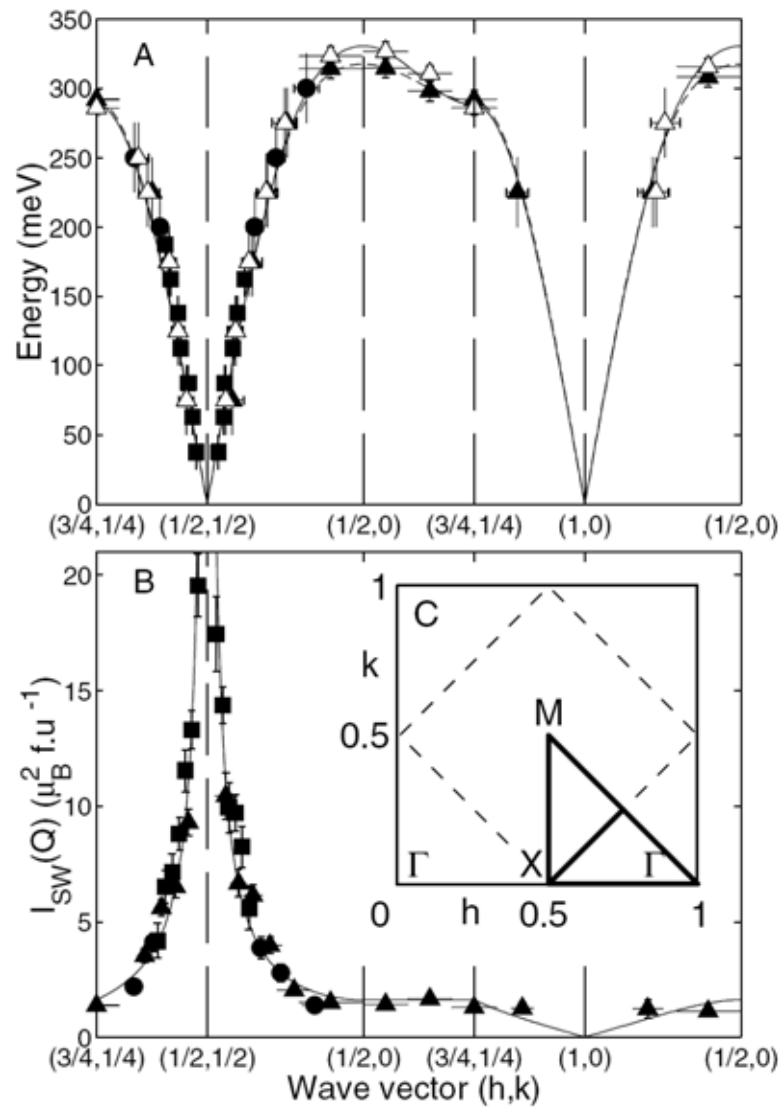 A
350
300
250
200
150
100
50
0
Energy (meV)
(3/4,1/4) (1/2,1/2) (1/2,0) (3/4,1/4) (1,0) (1/2,0)
B
20
15
10
5
0
I_SW(Q) (μ_B^2 f.u^-1)
C
1
k
0.5
M
Γ X Γ
0 h 0.5 1
(3/4,1/4) (1/2,1/2) (1/2,0) (3/4,1/4) (1,0) (1/2,0)
Wave vector (h,k)